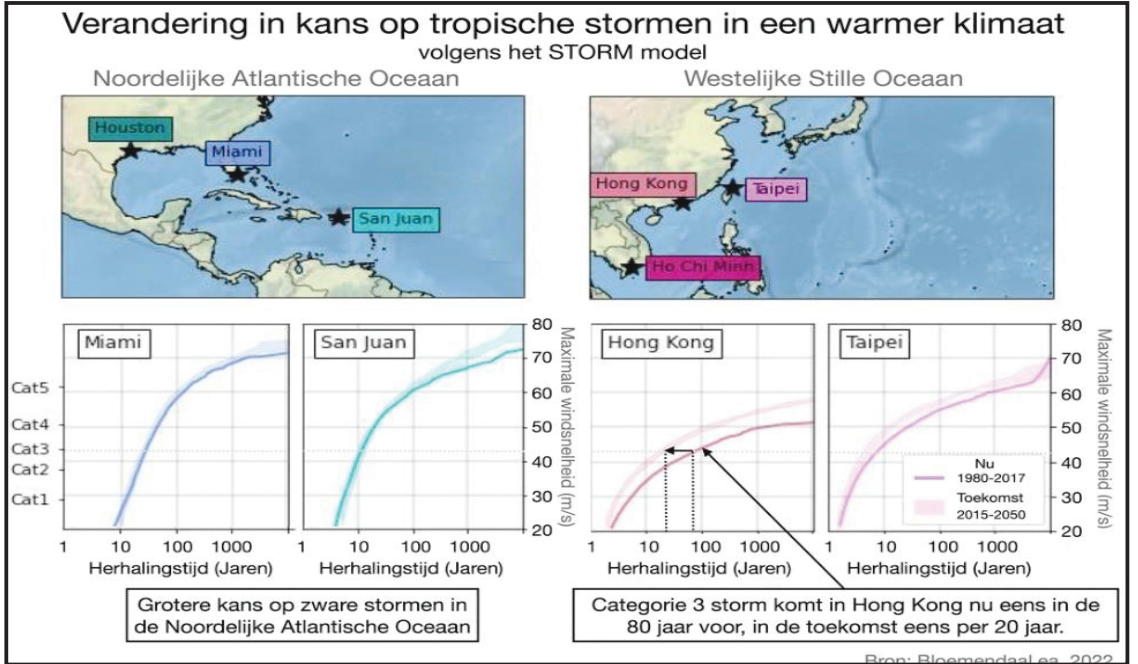 Verandering in kans op tropische stormen in een warmer klimaat
volgens het STORM model
Noordelijke Atlantische Oceaan
Westelijke Stille Oceaan
Houston
Miami
San Juan
Hong Kong
Taipei
Ho Chi Minh
Miami
San Juan
Hong Kong
Taipei
Cat5
Cat4
Cat3
Cat2
Cat1
80
70
60
50
40
30
20
Maximale windsnelheid (m/s)
80
70
60
50
40
30
20
Maximale windsnelheid (m/s)
Nu
1980-2017
Toekomst
2015-2050
1 10 100 1000
1 10 100 1000
1 10 100 1000
1 10 100 1000
Herhalingstijd (Jaren)
Herhalingstijd (Jaren)
Herhalingstijd (Jaren)
Herhalingstijd (Jaren)
Grotere kans op zware stormen in
de Noordelijke Atlantische Oceaan
Categorie 3 storm komt in Hong Kong nu eens in de
80 jaar voor, in de toekomst eens per 20 jaar.
Bron: Bloemendaal ea, 2022